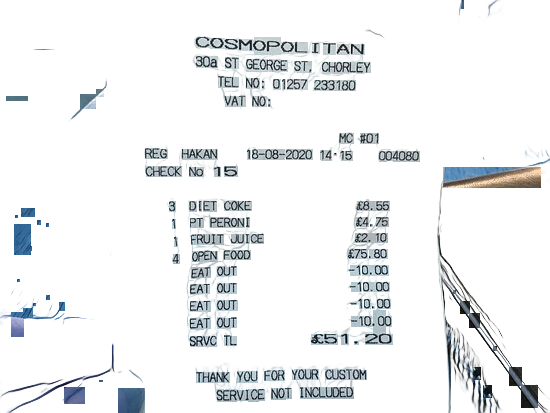 COSMOPOLITAN
30a ST GEORGE ST, CHORLEY
TEL NO: 01257 233180
VAT NO:
MC #01
REG HAKAN 18-08-2020 14:15 004080
CHECK No 15
3 DIET COKE £8.55
1 PT PERONI £4.75
1 FRUIT JUICE £2.10
4 OPEN FOOD £75.80
EAT OUT -10.00
EAT OUT -10.00
EAT OUT -10.00
EAT OUT -10.00
SRVC TL £51.20
THANK YOU FOR YOUR CUSTOM
SERVICE NOT INCLUDED